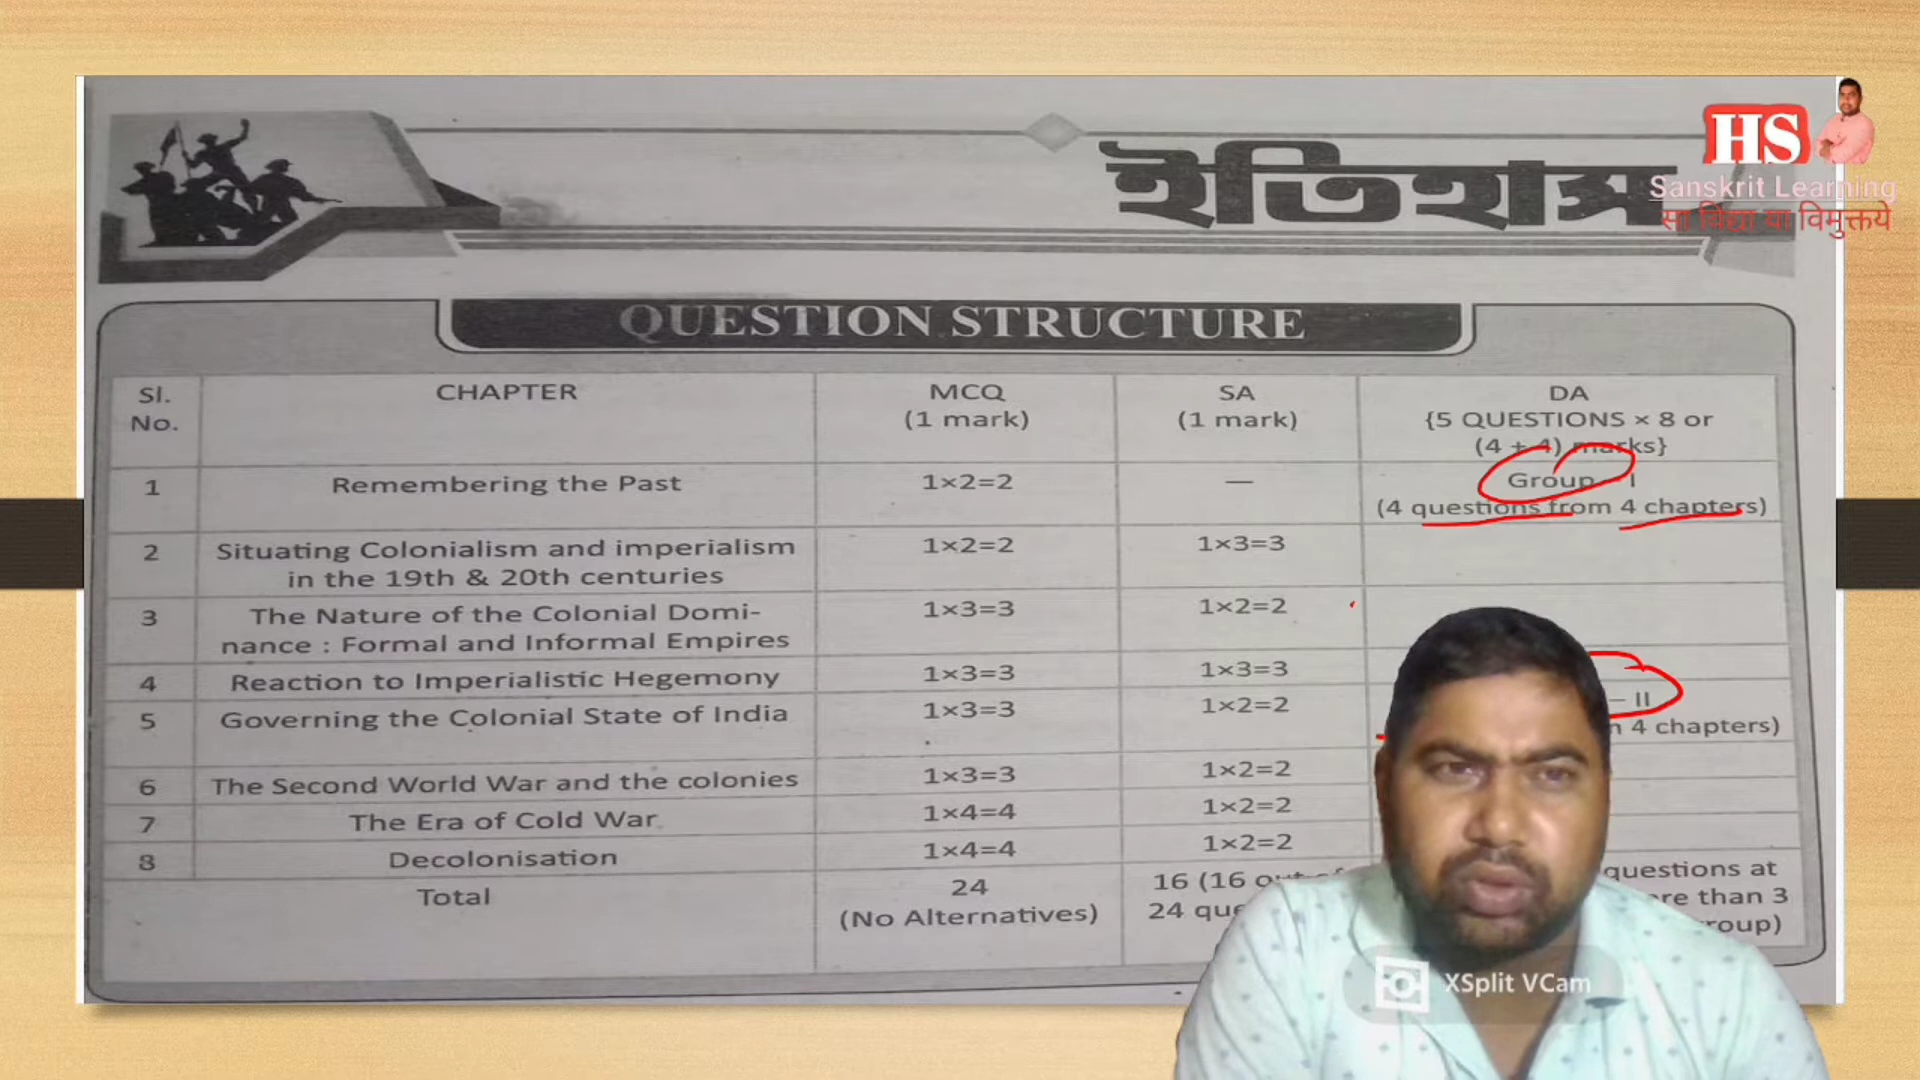 HS
Sanskrit Learning
सा विद्या या विमुक्तये
ইতিহাস
QUESTION STRUCTURE
Sl. No. CHAPTER MCQ (1 mark) SA (1 mark) DA {5 QUESTIONS × 8 or (4 + 4) marks}
1 Remembering the Past 1×2=2 — Group – I (4 questions from 4 chapters)
2 Situating Colonialism and imperialism in the 19th & 20th centuries 1×2=2 1×3=3
3 The Nature of the Colonial Domi-
nance : Formal and Informal Empires 1×3=3 1×2=2
4 Reaction to Imperialistic Hegemony 1×3=3 1×3=3
5 Governing the Colonial State of India 1×3=3 1×2=2 – II 4 chapters)
6 The Second World War and the colonies 1×3=3 1×2=2
7 The Era of Cold War 1×4=4 1×2=2
8 Decolonisation 1×4=4 1×2=2
Total 24 (No Alternatives) 16 (16 out of 24 questions at than 3
XSplit VCam